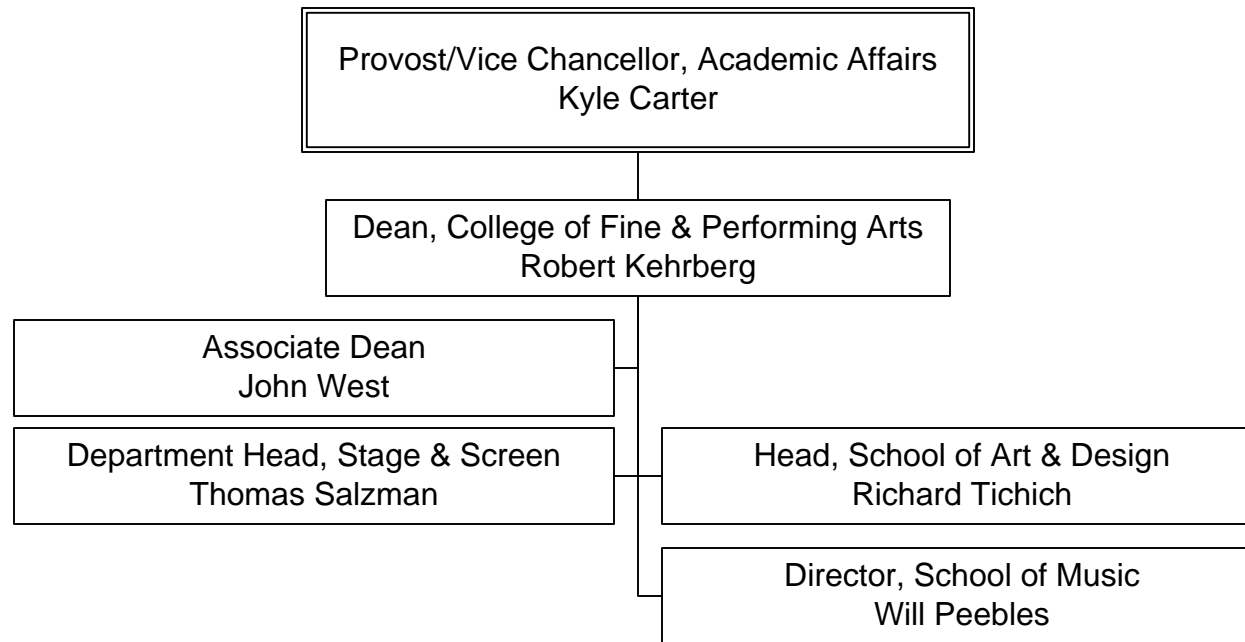 Provost/Vice Chancellor, Academic Affairs
Kyle Carter
Dean, College of Fine & Performing Arts
Robert Kehrberg
Associate Dean
John West
Department Head, Stage & Screen
Thomas Salzman
Head, School of Art & Design
Richard Tichich
Director, School of Music
Will Peebles